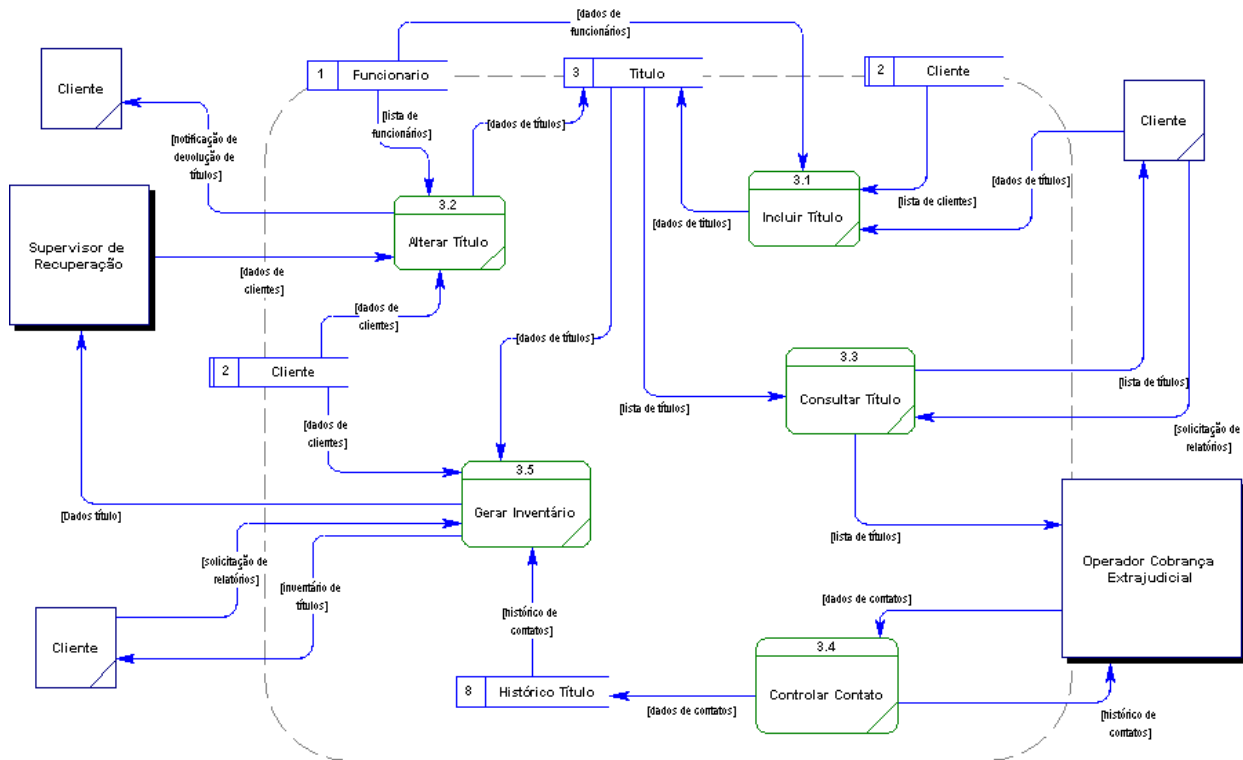 [dados de
funcionários]
1 Funcionario
3 Título
2 Cliente
Cliente
Cliente
[lista de
funcionários]
[dados de títulos]
[notificação de
devolução de
títulos]
3.1
Incluir Título
[dados de títulos]
[lista de clientes]
[dados de títulos]
3.2
Alterar Título
Supervisor de
Recuperação
[dados de
clientes]
[dados de
clientes]
[dados de títulos]
2 Cliente
3.3
Consultar Título
[lista de títulos]
[lista de títulos]
[solicitação de
relatórios]
[dados de
clientes]
3.5
Gerar Inventário
[Dados título]
[lista de títulos]
[solicitação de
relatórios]
[inventário de
títulos]
Operador Cobrança
Extrajudicial
[histórico de
contatos]
[dados de contatos]
Cliente
3.4
Controlar Contato
8 Histórico Título
[dados de contatos]
[histórico de
contatos]